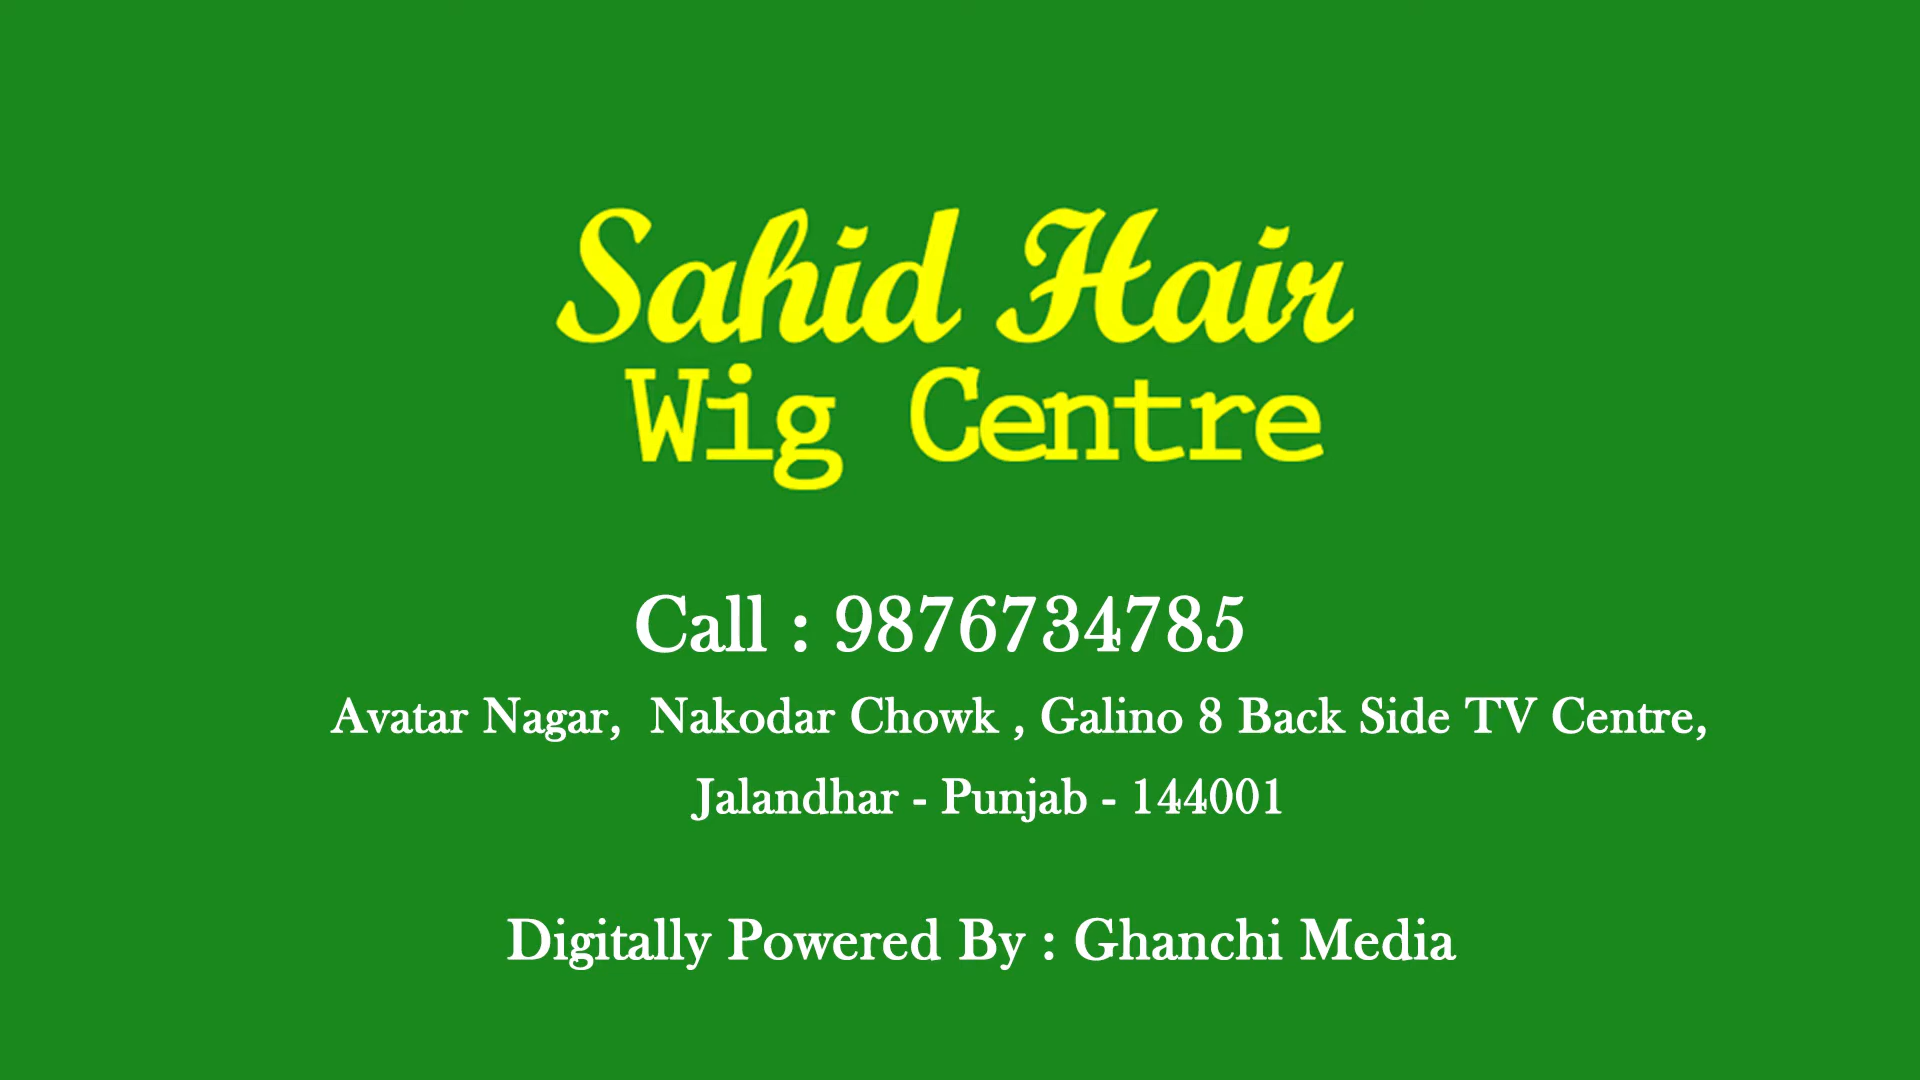 Sahid Hair
Wig Centre
Call : 9876734785
Avatar Nagar, Nakodar Chowk , Galino 8 Back Side TV Centre,
Jalandhar - Punjab - 144001
Digitally Powered By : Ghanchi Media